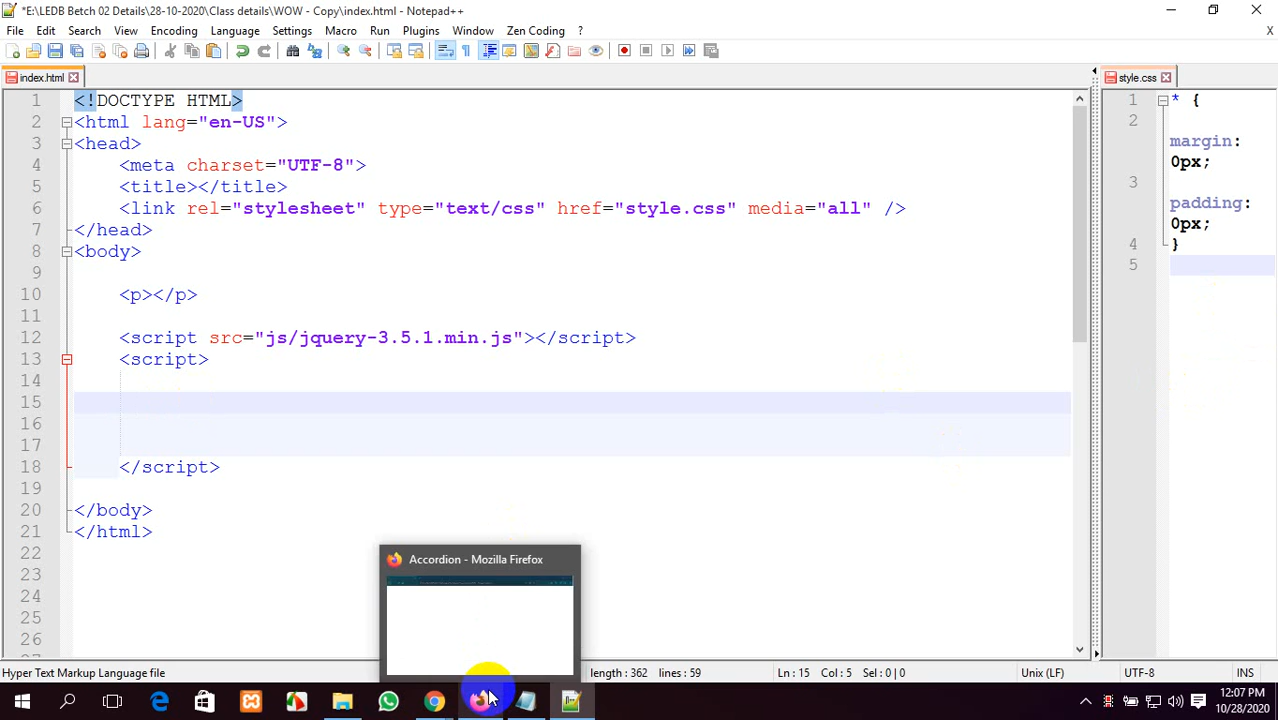 *E:\LEDB Betch 02 Details\28-10-2020\Class details\WOW - Copy\index.html - Notepad++
File Edit Search View Encoding Language Settings Macro Run Plugins Window Zen Coding ? X
index.html
style.css
1 <!DOCTYPE HTML>
2 <html lang="en-US">
3 <head>
4 <meta charset="UTF-8">
5 <title></title>
6 <link rel="stylesheet" type="text/css" href="style.css" media="all" />
7 </head>
8 <body>
9
10 <p></p>
11
12 <script src="js/jquery-3.5.1.min.js"></script>
13 <script>
14
15
16
17
18 </script>
19
20 </body>
21 </html>
22
23
24
25
26
1 * {
2
margin:
0px;
3
padding:
0px;
4 }
5
Accordion - Mozilla Firefox
Hyper Text Markup Language file
length : 362 lines : 59
Ln : 15 Col : 5 Sel : 0 | 0
Unix (LF)
UTF-8
INS
12:07 PM
10/28/2020